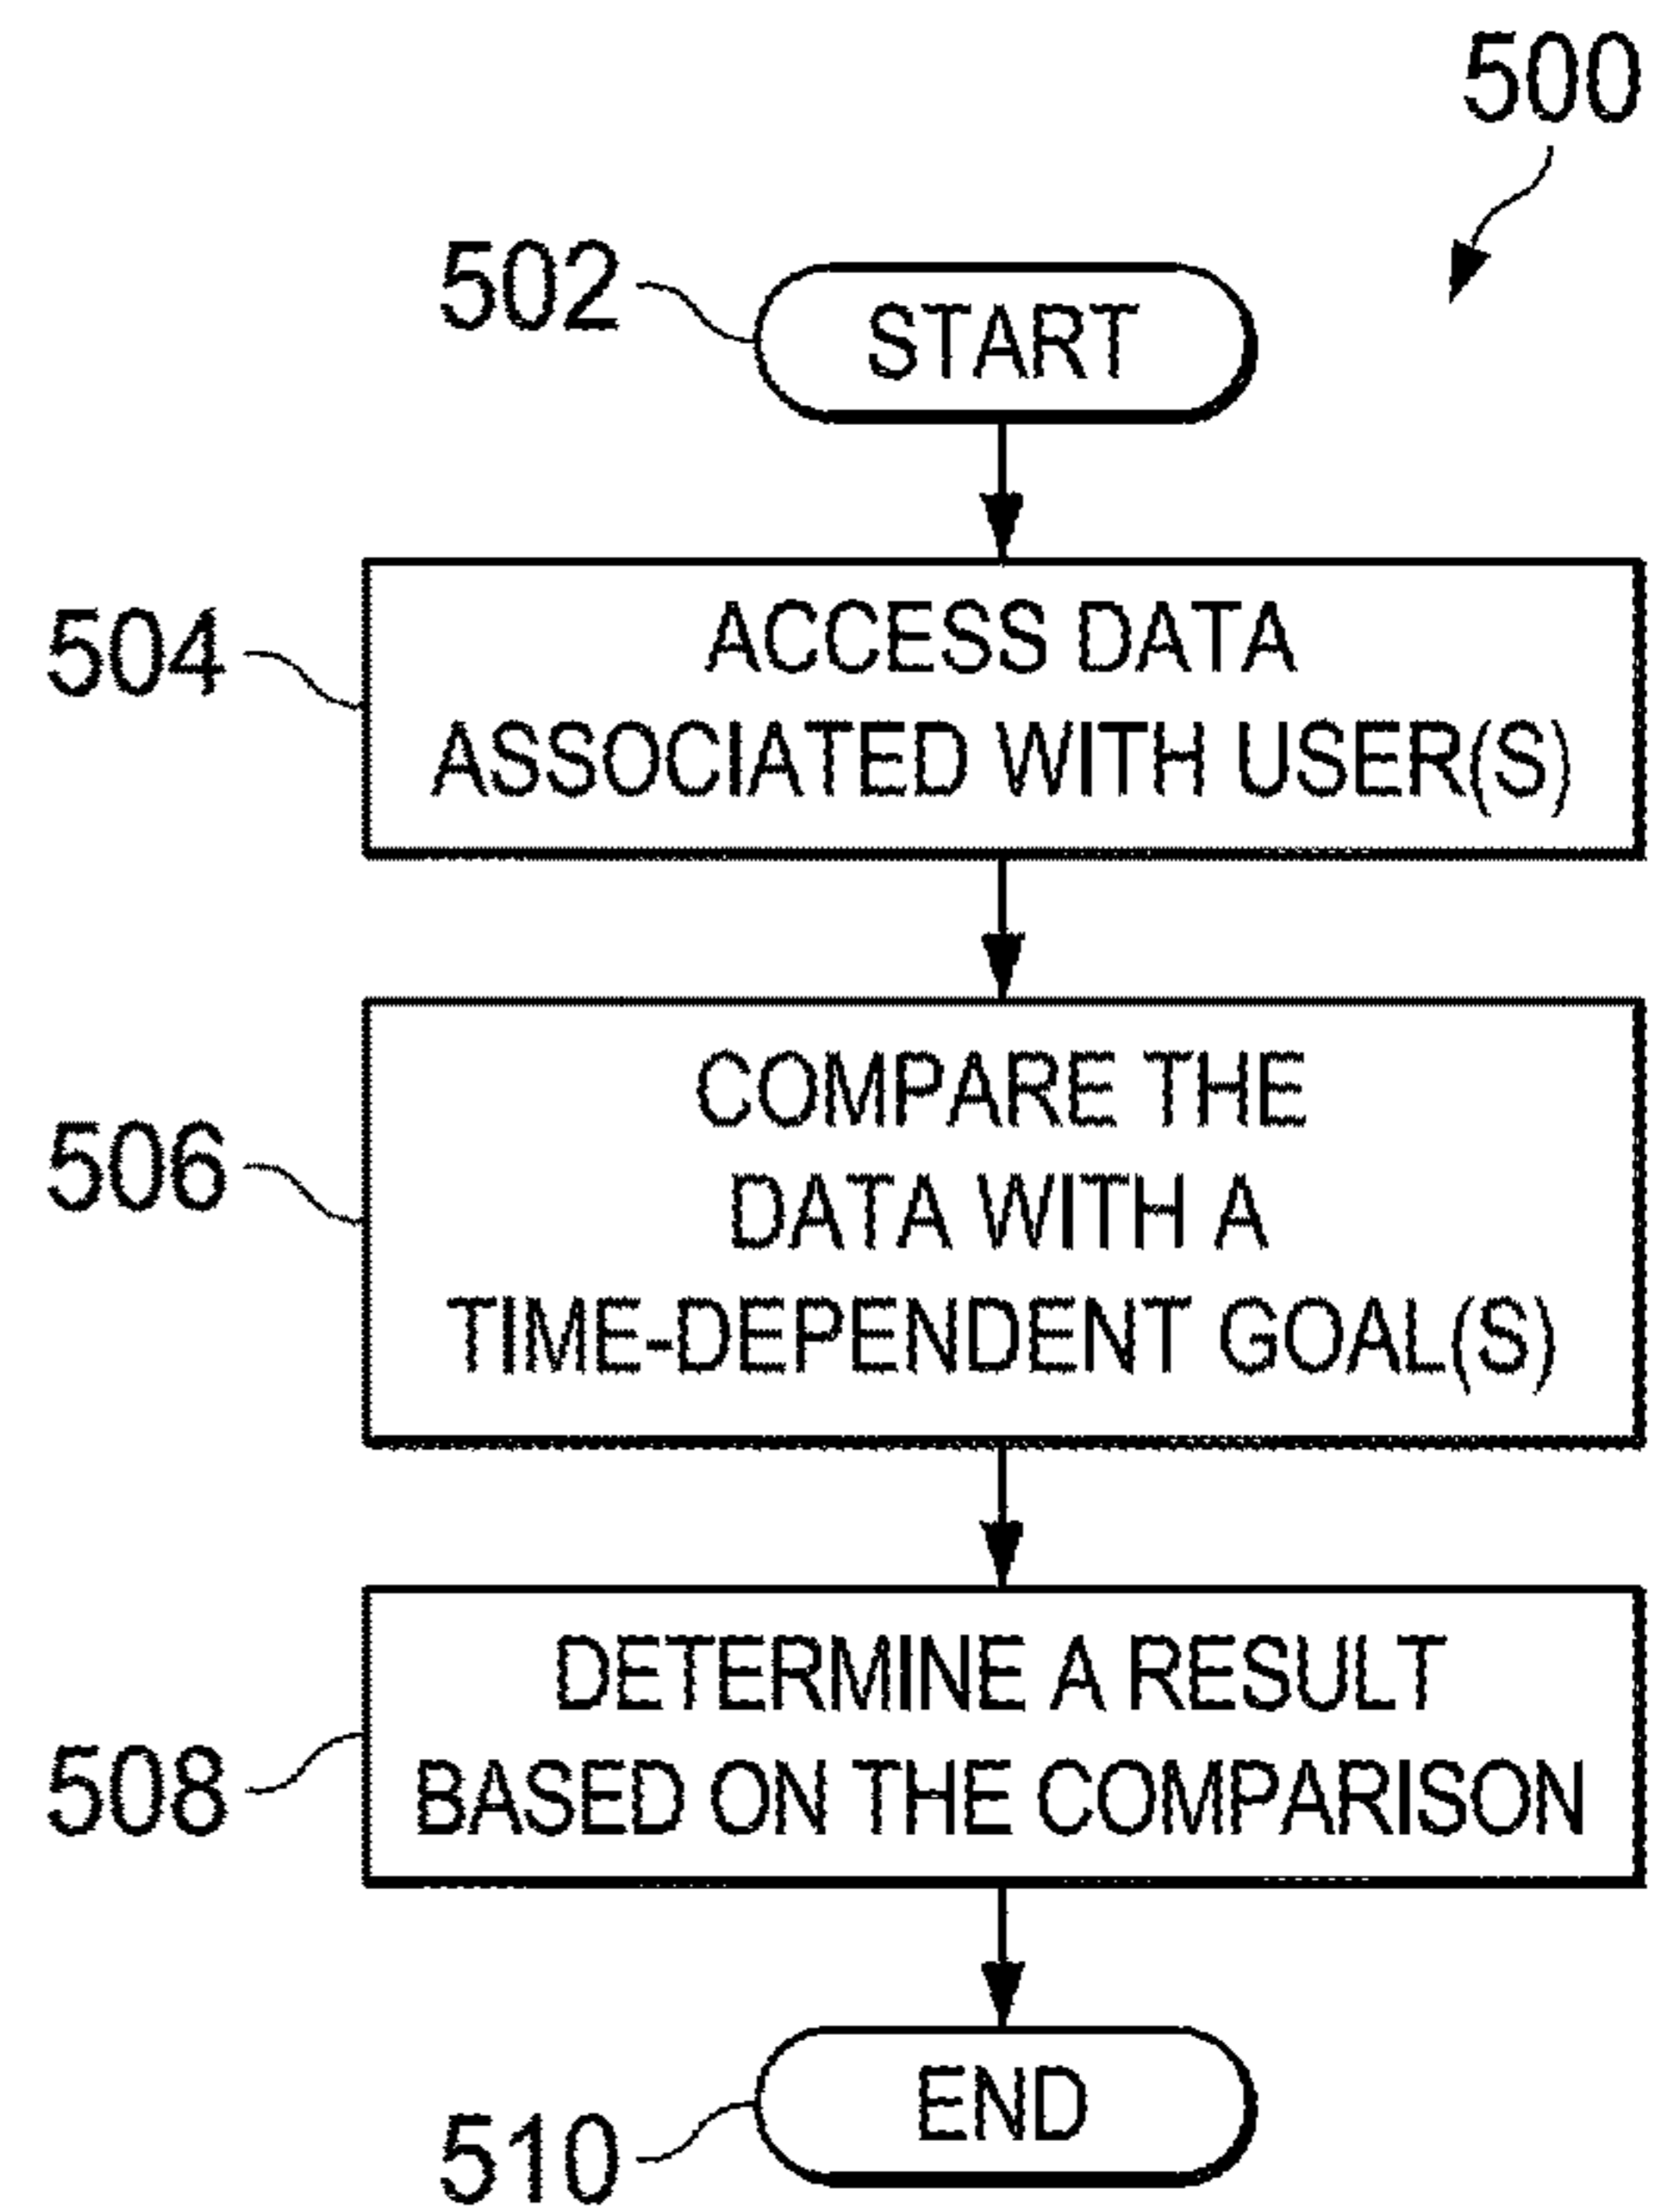 500
502
START
504
ACCESS DATA
ASSOCIATED WITH USER(S)
506
COMPARE THE
DATA WITH A
TIME-DEPENDENT GOAL(S)
508
DETERMINE A RESULT
BASED ON THE COMPARISON
510
END